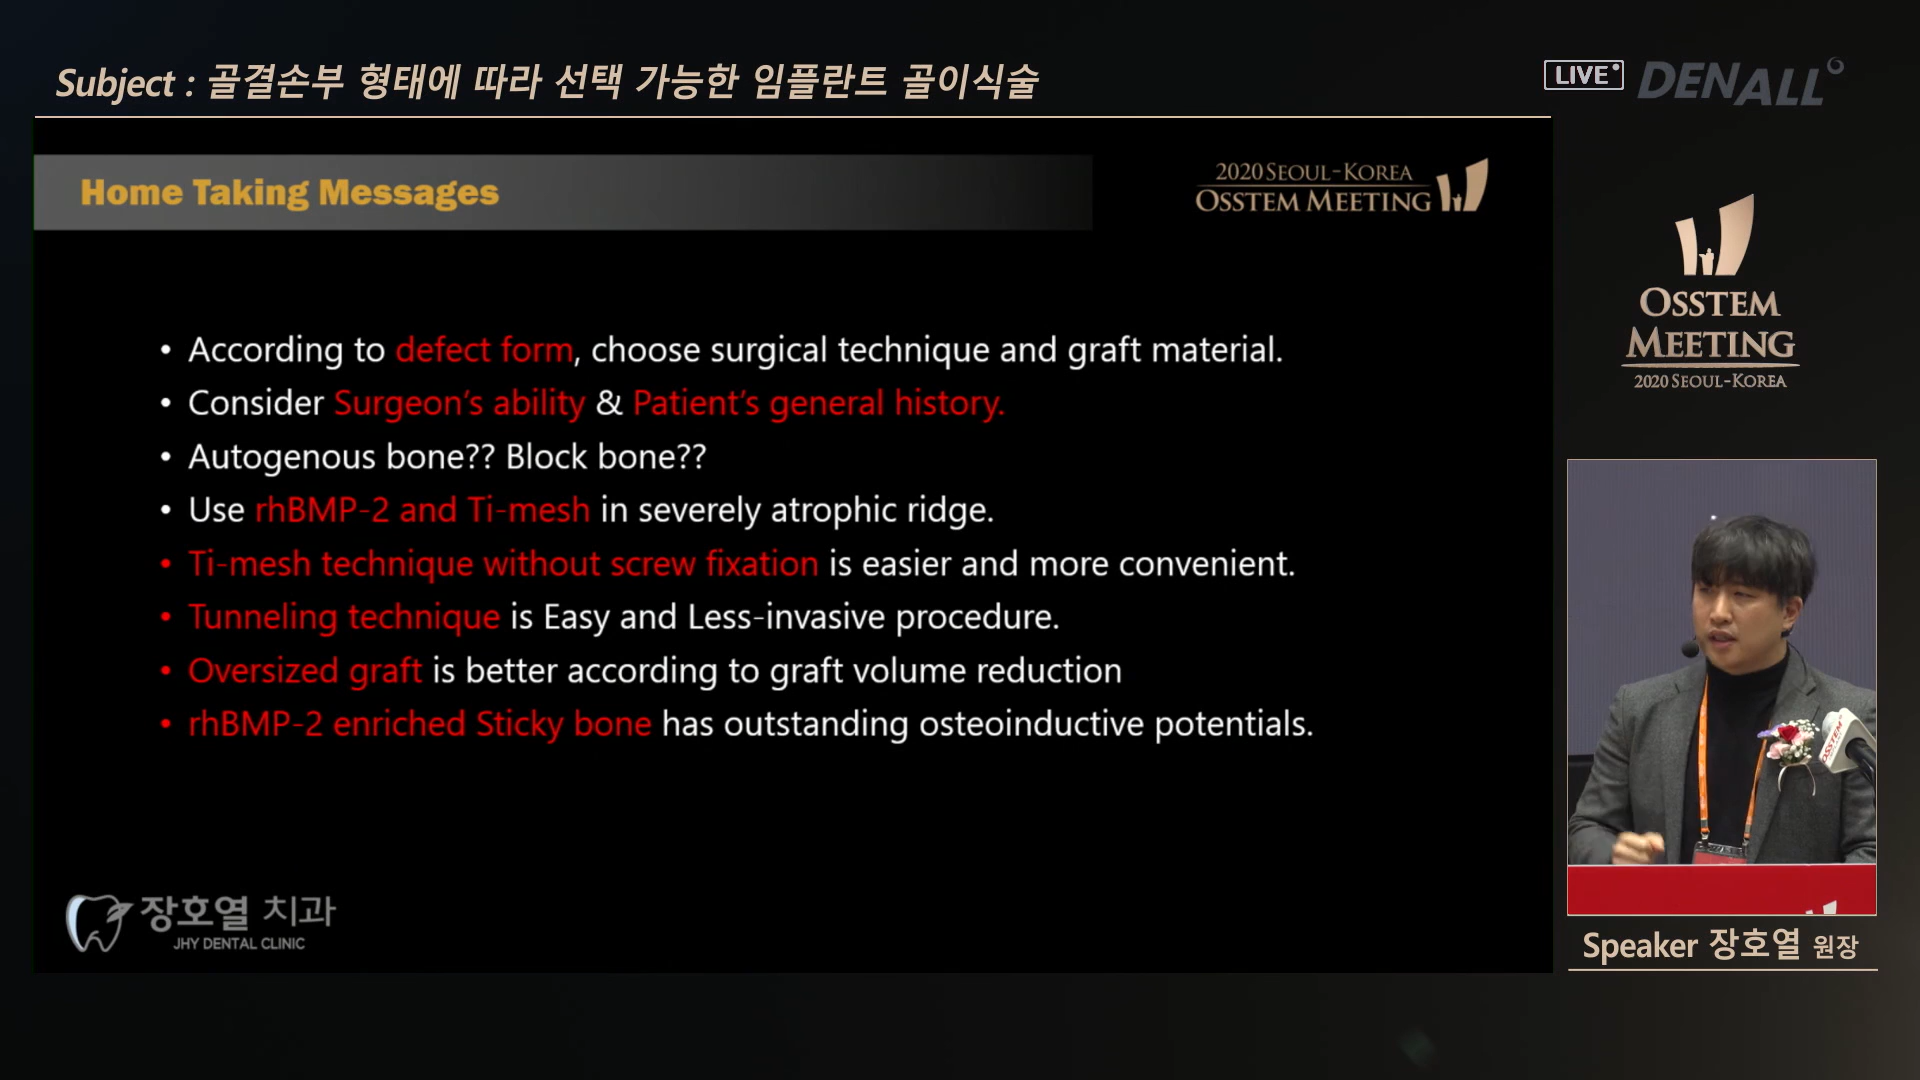 Subject : 골결손부 형태에 따라 선택 가능한 임플란트 골이식술
LIVE
DENALL
Home Taking Messages
2020 SEOUL-KOREA
OSSTEM MEETING
• According to defect form, choose surgical technique and graft material.
• Consider Surgeon's ability & Patient's general history.
• Autogenous bone?? Block bone??
• Use rhBMP-2 and Ti-mesh in severely atrophic ridge.
• Ti-mesh technique without screw fixation is easier and more convenient.
• Tunneling technique is Easy and Less-invasive procedure.
• Oversized graft is better according to graft volume reduction
• rhBMP-2 enriched Sticky bone has outstanding osteoinductive potentials.
장호열 치과
JHY DENTAL CLINIC
OSSTEM
MEETING
2020 SEOUL-KOREA
OSSTEM
Speaker 장호열 원장